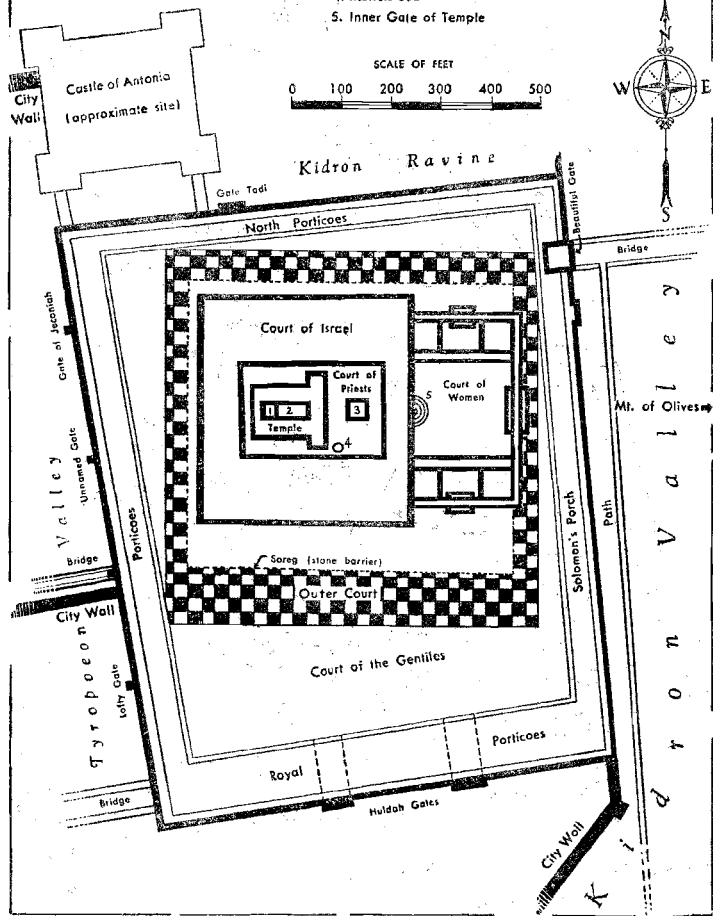 5. Inner Gate of Temple
SCALE OF FEET
0 100 200 300 400 500
N
W E
S
Castle of Antonia
(approximate site)
City
Wall
Kidron Ravine
Gate Tadi
North Porticoes
Beautiful Gate
Bridge
Gate of Jeconiah
Court of Israel
Court of
Priests
1 2 3
Temple
4
5
Court of
Women
Mt. of Olives
Unnamed Gate
Valley
Porticoes
Solomon's Porch
Path
Kidron Valley
Soreg (stone barrier)
Bridge
Outer Court
City Wall
Tyropoeon
Lofty Gate
Court of the Gentiles
Royal Porticoes
Bridge
Huldah Gates
City Wall